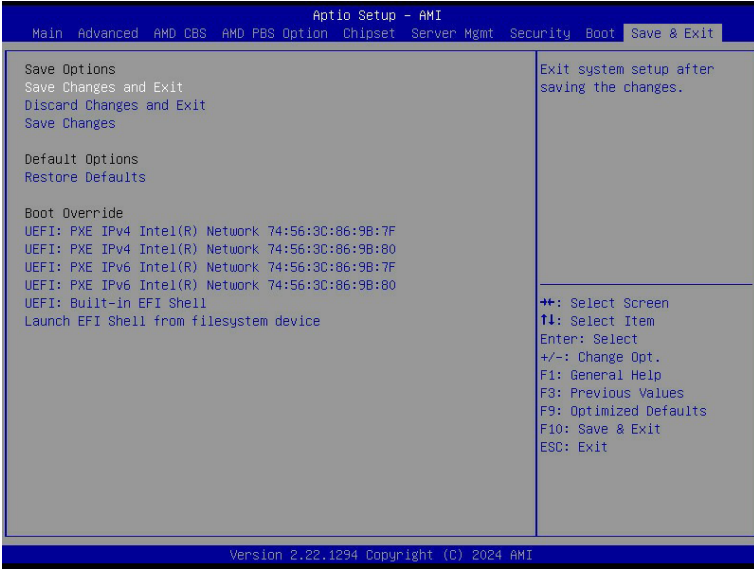 Aptio Setup – AMI
Main Advanced AMD CBS AMD PBS Option Chipset Server Mgmt Security Boot Save & Exit
Save Options
Save Changes and Exit
Discard Changes and Exit
Save Changes
Default Options
Restore Defaults
Boot Override
UEFI: PXE IPv4 Intel(R) Network 74:56:3C:86:9B:7F
UEFI: PXE IPv4 Intel(R) Network 74:56:3C:86:9B:80
UEFI: PXE IPv6 Intel(R) Network 74:56:3C:86:9B:7F
UEFI: PXE IPv6 Intel(R) Network 74:56:3C:86:9B:80
UEFI: Built-in EFI Shell
Launch EFI Shell from filesystem device
Exit system setup after
saving the changes.
→←: Select Screen
↑↓: Select Item
Enter: Select
+/-: Change Opt.
F1: General Help
F3: Previous Values
F9: Optimized Defaults
F10: Save & Exit
ESC: Exit
Version 2.22.1294 Copyright (C) 2024 AMI